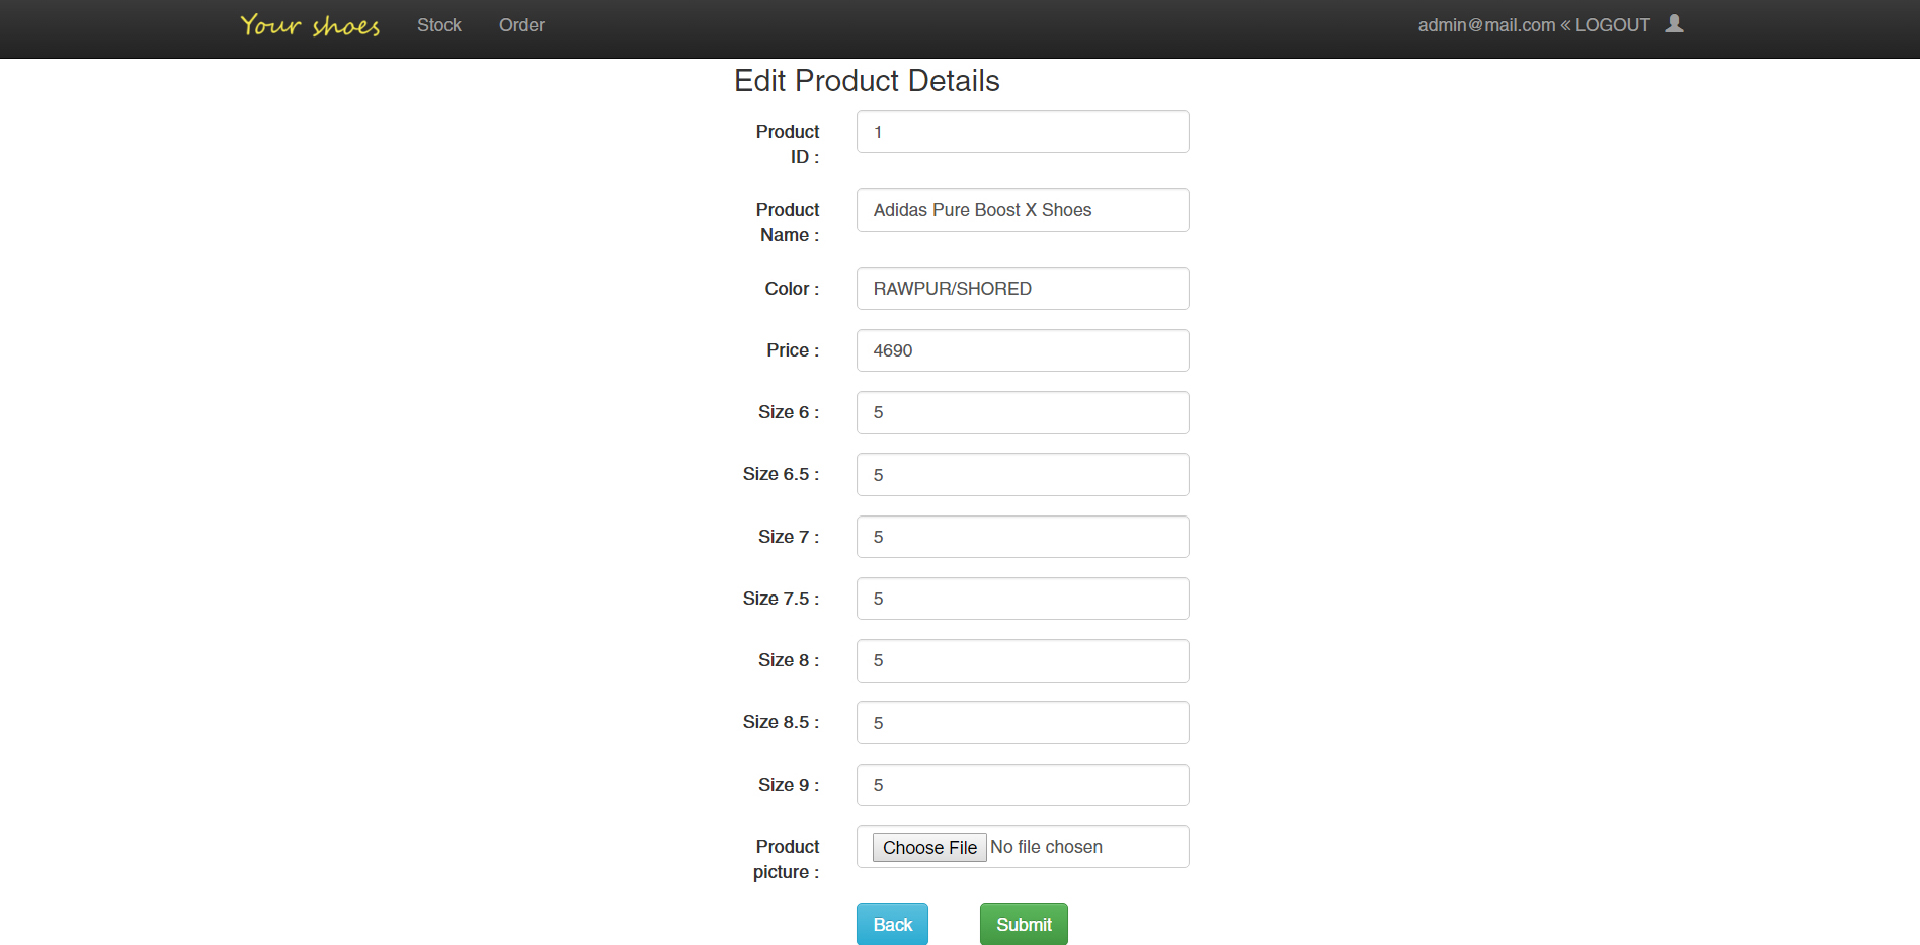 Your shoes Stock Order admin@mail.com « LOGOUT
Edit Product Details
Product
ID :
1
Product
Name :
Adidas Pure Boost X Shoes
Color : RAWPUR/SHORED
Price : 4690
Size 6 : 5
Size 6.5 : 5
Size 7 : 5
Size 7.5 : 5
Size 8 : 5
Size 8.5 : 5
Size 9 : 5
Product
picture :
Choose File No file chosen
Back Submit